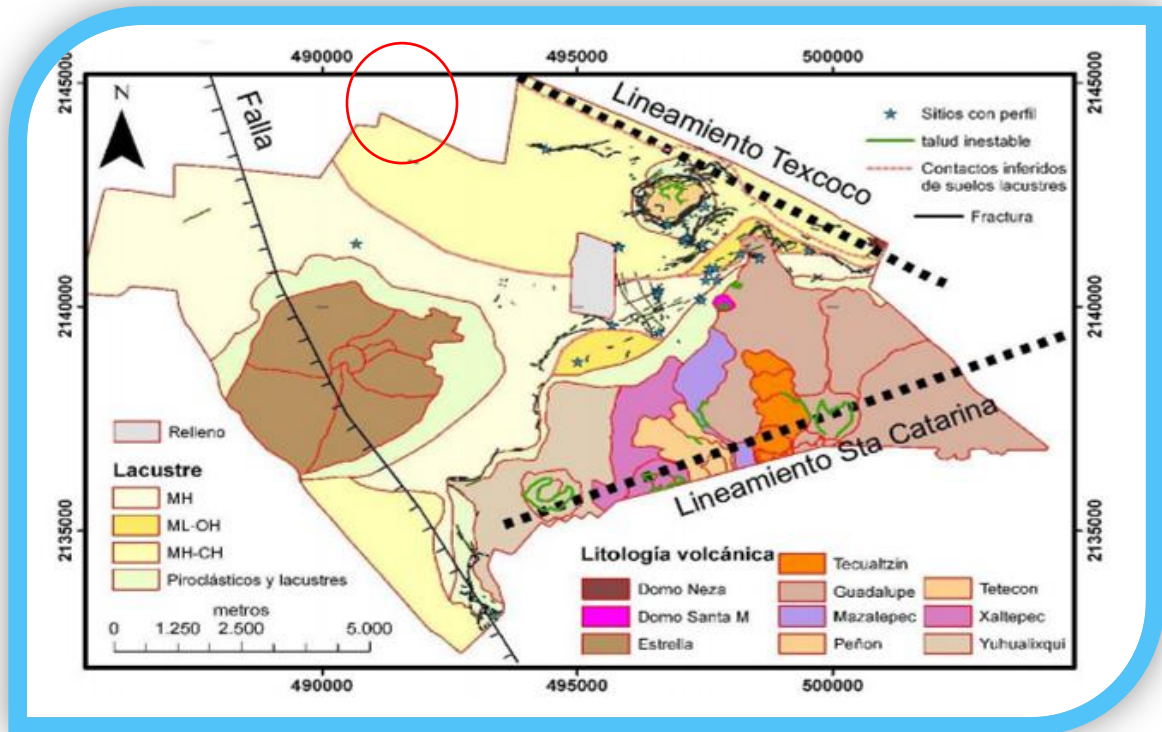 490000
495000
500000
2145000
2145000
N
Falla
Lineamiento Texcoco
Sitios con perfil
talud inestable
Contactos inferidos
de suelos lacustres
Fractura
2140000
2140000
Relleno
Lacustre
MH
ML-OH
MH-CH
Piroclásticos y lacustres
metros
0 1.250 2.500 5.000
Lineamiento Sta Catarina
2135000
2135000
Litología volcánica
Domo Neza
Domo Santa M
Estrella
Tecualtzin
Guadalupe
Mazalepec
Peñon
Tetecon
Xaltepec
Yuhualixqui
490000
495000
500000